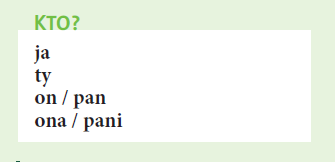 KTO?
ja
ty
on / pan
ona / pani